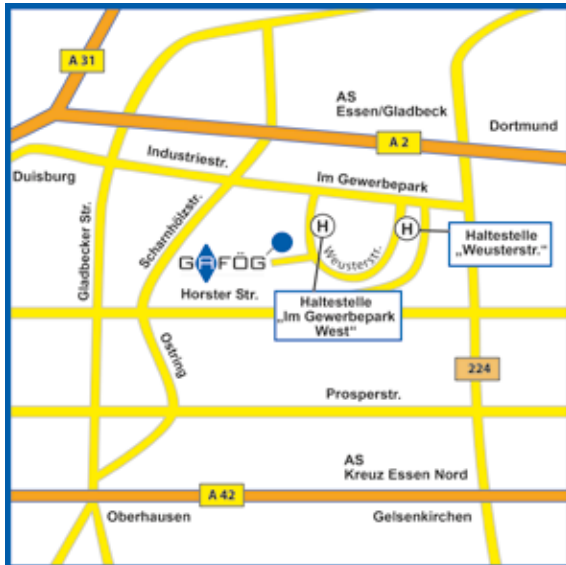 A 31
AS
Essen/Gladbeck
Dortmund
A 2
Industriestr.
Duisburg
Im Gewerbepark
Gladbecker Str.
Scharnhölzstr.
H
H
Haltestelle
„Weusterstr.“
Weusterstr.
GAFÖG
Horster Str.
Haltestelle
„Im Gewerbepark
West“
Ostring
224
Prosperstr.
AS
Kreuz Essen Nord
A 42
Oberhausen
Gelsenkirchen